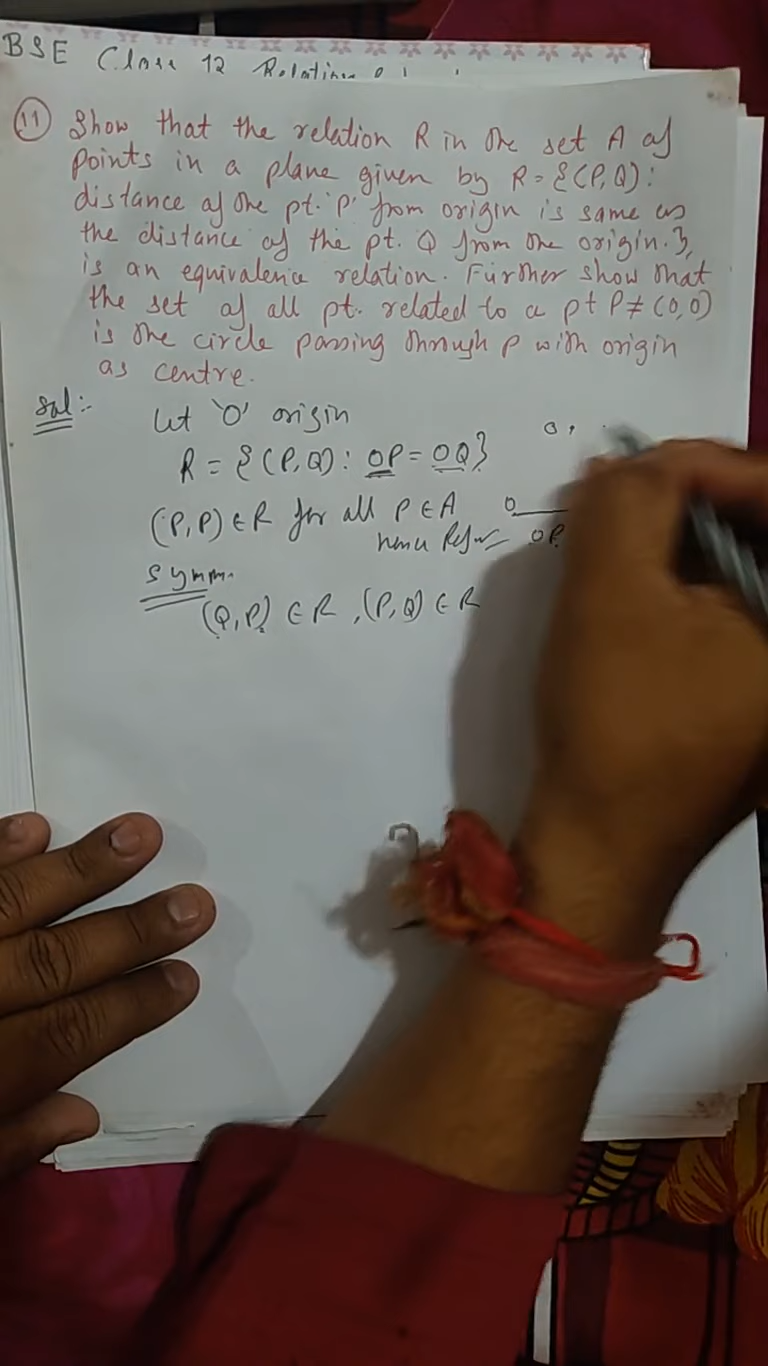 BSE Class 12 Relation
(11) Show that the relation R in the set A of
points in a plane given by R = {(P,Q):
distance of the pt. 'P' from origin is same as
the distance of the pt. Q from the origin.},
is an equivalence relation. Further show that
the set of all pt. related to a pt P ≠ (0,0)
is the circle passing through P with origin
as centre.
Sol:- Let 'O' origin
R = {(P,Q): OP = OQ}
(P,P) ∈ R for all P ∈ A
hence Reflex
Symm.
(Q,P) ∈ R, (P,Q) ∈ R
O
O
OP